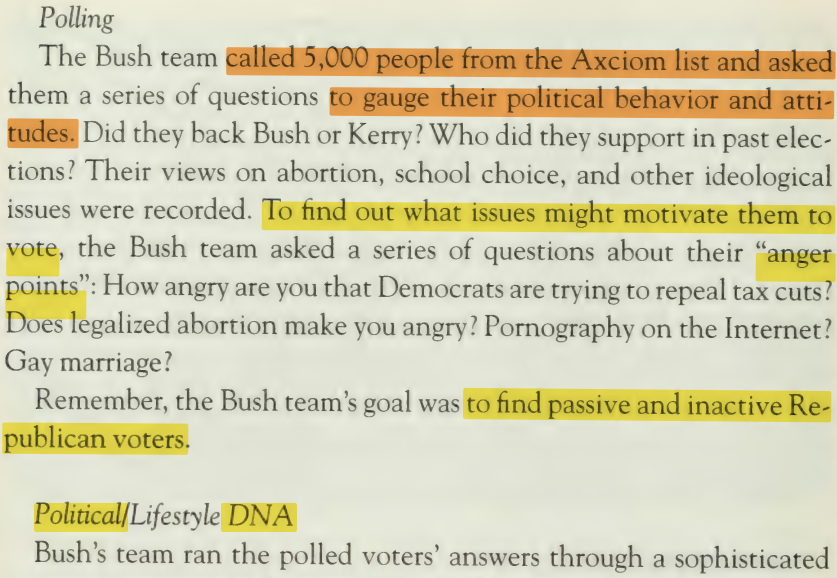 Polling
The Bush team called 5,000 people from the Axciom list and asked
them a series of questions to gauge their political behavior and atti-
tudes. Did they back Bush or Kerry? Who did they support in past elec-
tions? Their views on abortion, school choice, and other ideological
issues were recorded. To find out what issues might motivate them to
vote, the Bush team asked a series of questions about their “anger
points”: How angry are you that Democrats are trying to repeal tax cuts?
Does legalized abortion make you angry? Pornography on the Internet?
Gay marriage?
Remember, the Bush team’s goal was to find passive and inactive Re-
publican voters.
Political/Lifestyle DNA
Bush’s team ran the polled voters’ answers through a sophisticated